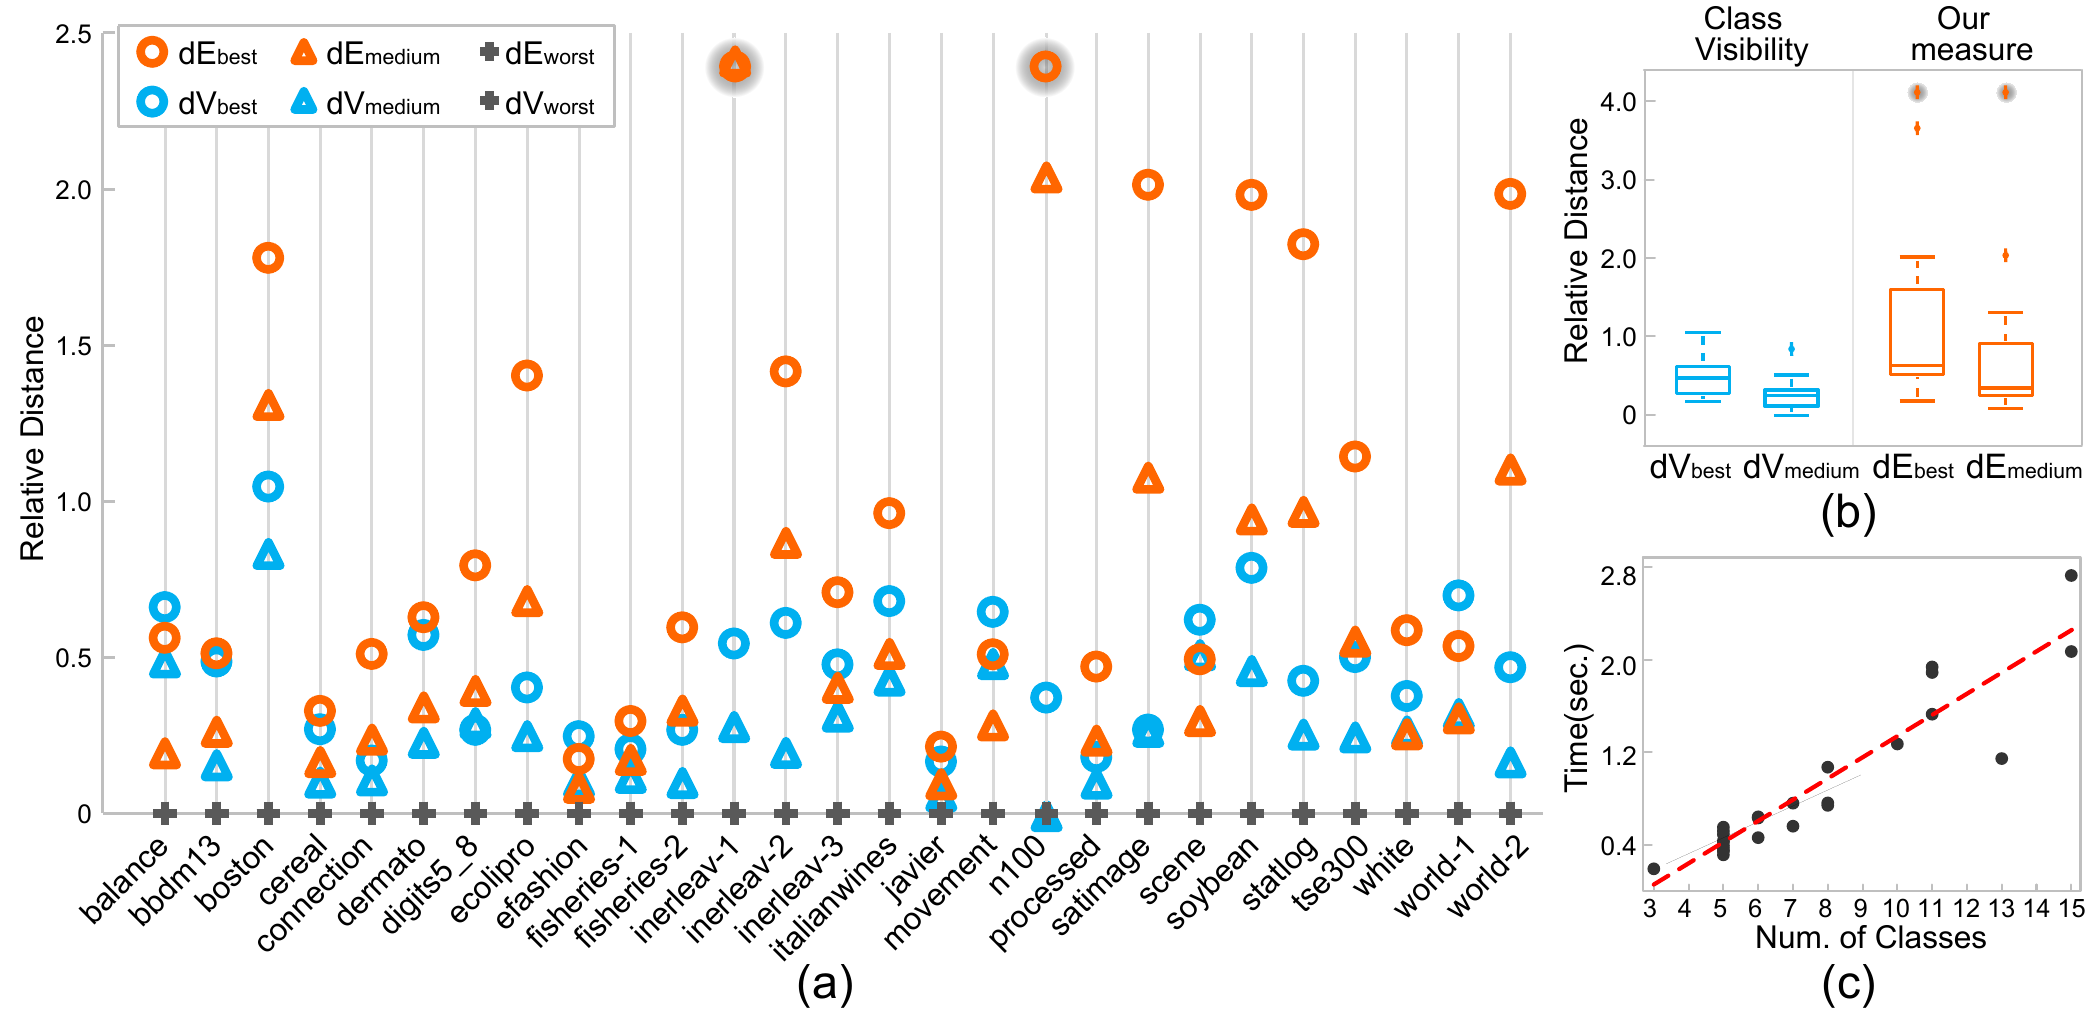 2.5
2.0
1.5
1.0
0.5
0
Relative Distance
dEbest
dEmedium
dEworst
dVbest
dVmedium
dVworst
balance
bbdm13
boston
cereal
connection
dermato
digits5_8
ecolipro
efashion
fisheries-1
fisheries-2
inerleav-1
inerleav-2
inerleav-3
italianwines
javier
movement
n100
processed
satimage
scene
soybean
statlog
tse300
white
world-1
world-2
(a)
Class
Visibility
Our
measure
4.0
3.0
2.0
1.0
0
Relative Distance
dVbest
dVmedium
dEbest
dEmedium
(b)
2.8
2.0
1.2
0.4
Time(sec.)
3 4 5 6 7 8 9 10 11 12 13 14 15
Num. of Classes
(c)